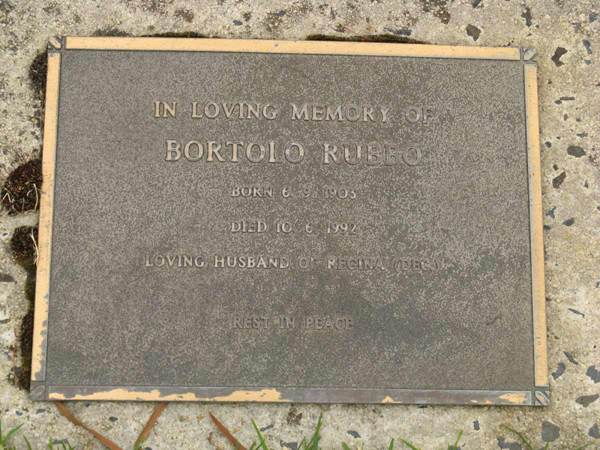 IN LOVING MEMORY OF
BORTOLO RUBBO
BORN 6 9 1903
DIED 10 6 1992
LOVING HUSBAND OF REGINA (DEC)
REST IN PEACE